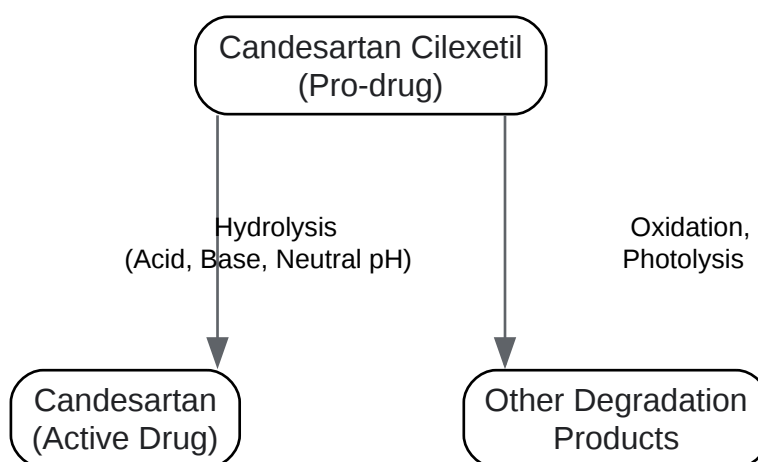 Candesartan Cilexetil
(Pro-drug)
Hydrolysis
(Acid, Base, Neutral pH)
Oxidation,
Photolysis
Candesartan
(Active Drug)
Other Degradation
Products